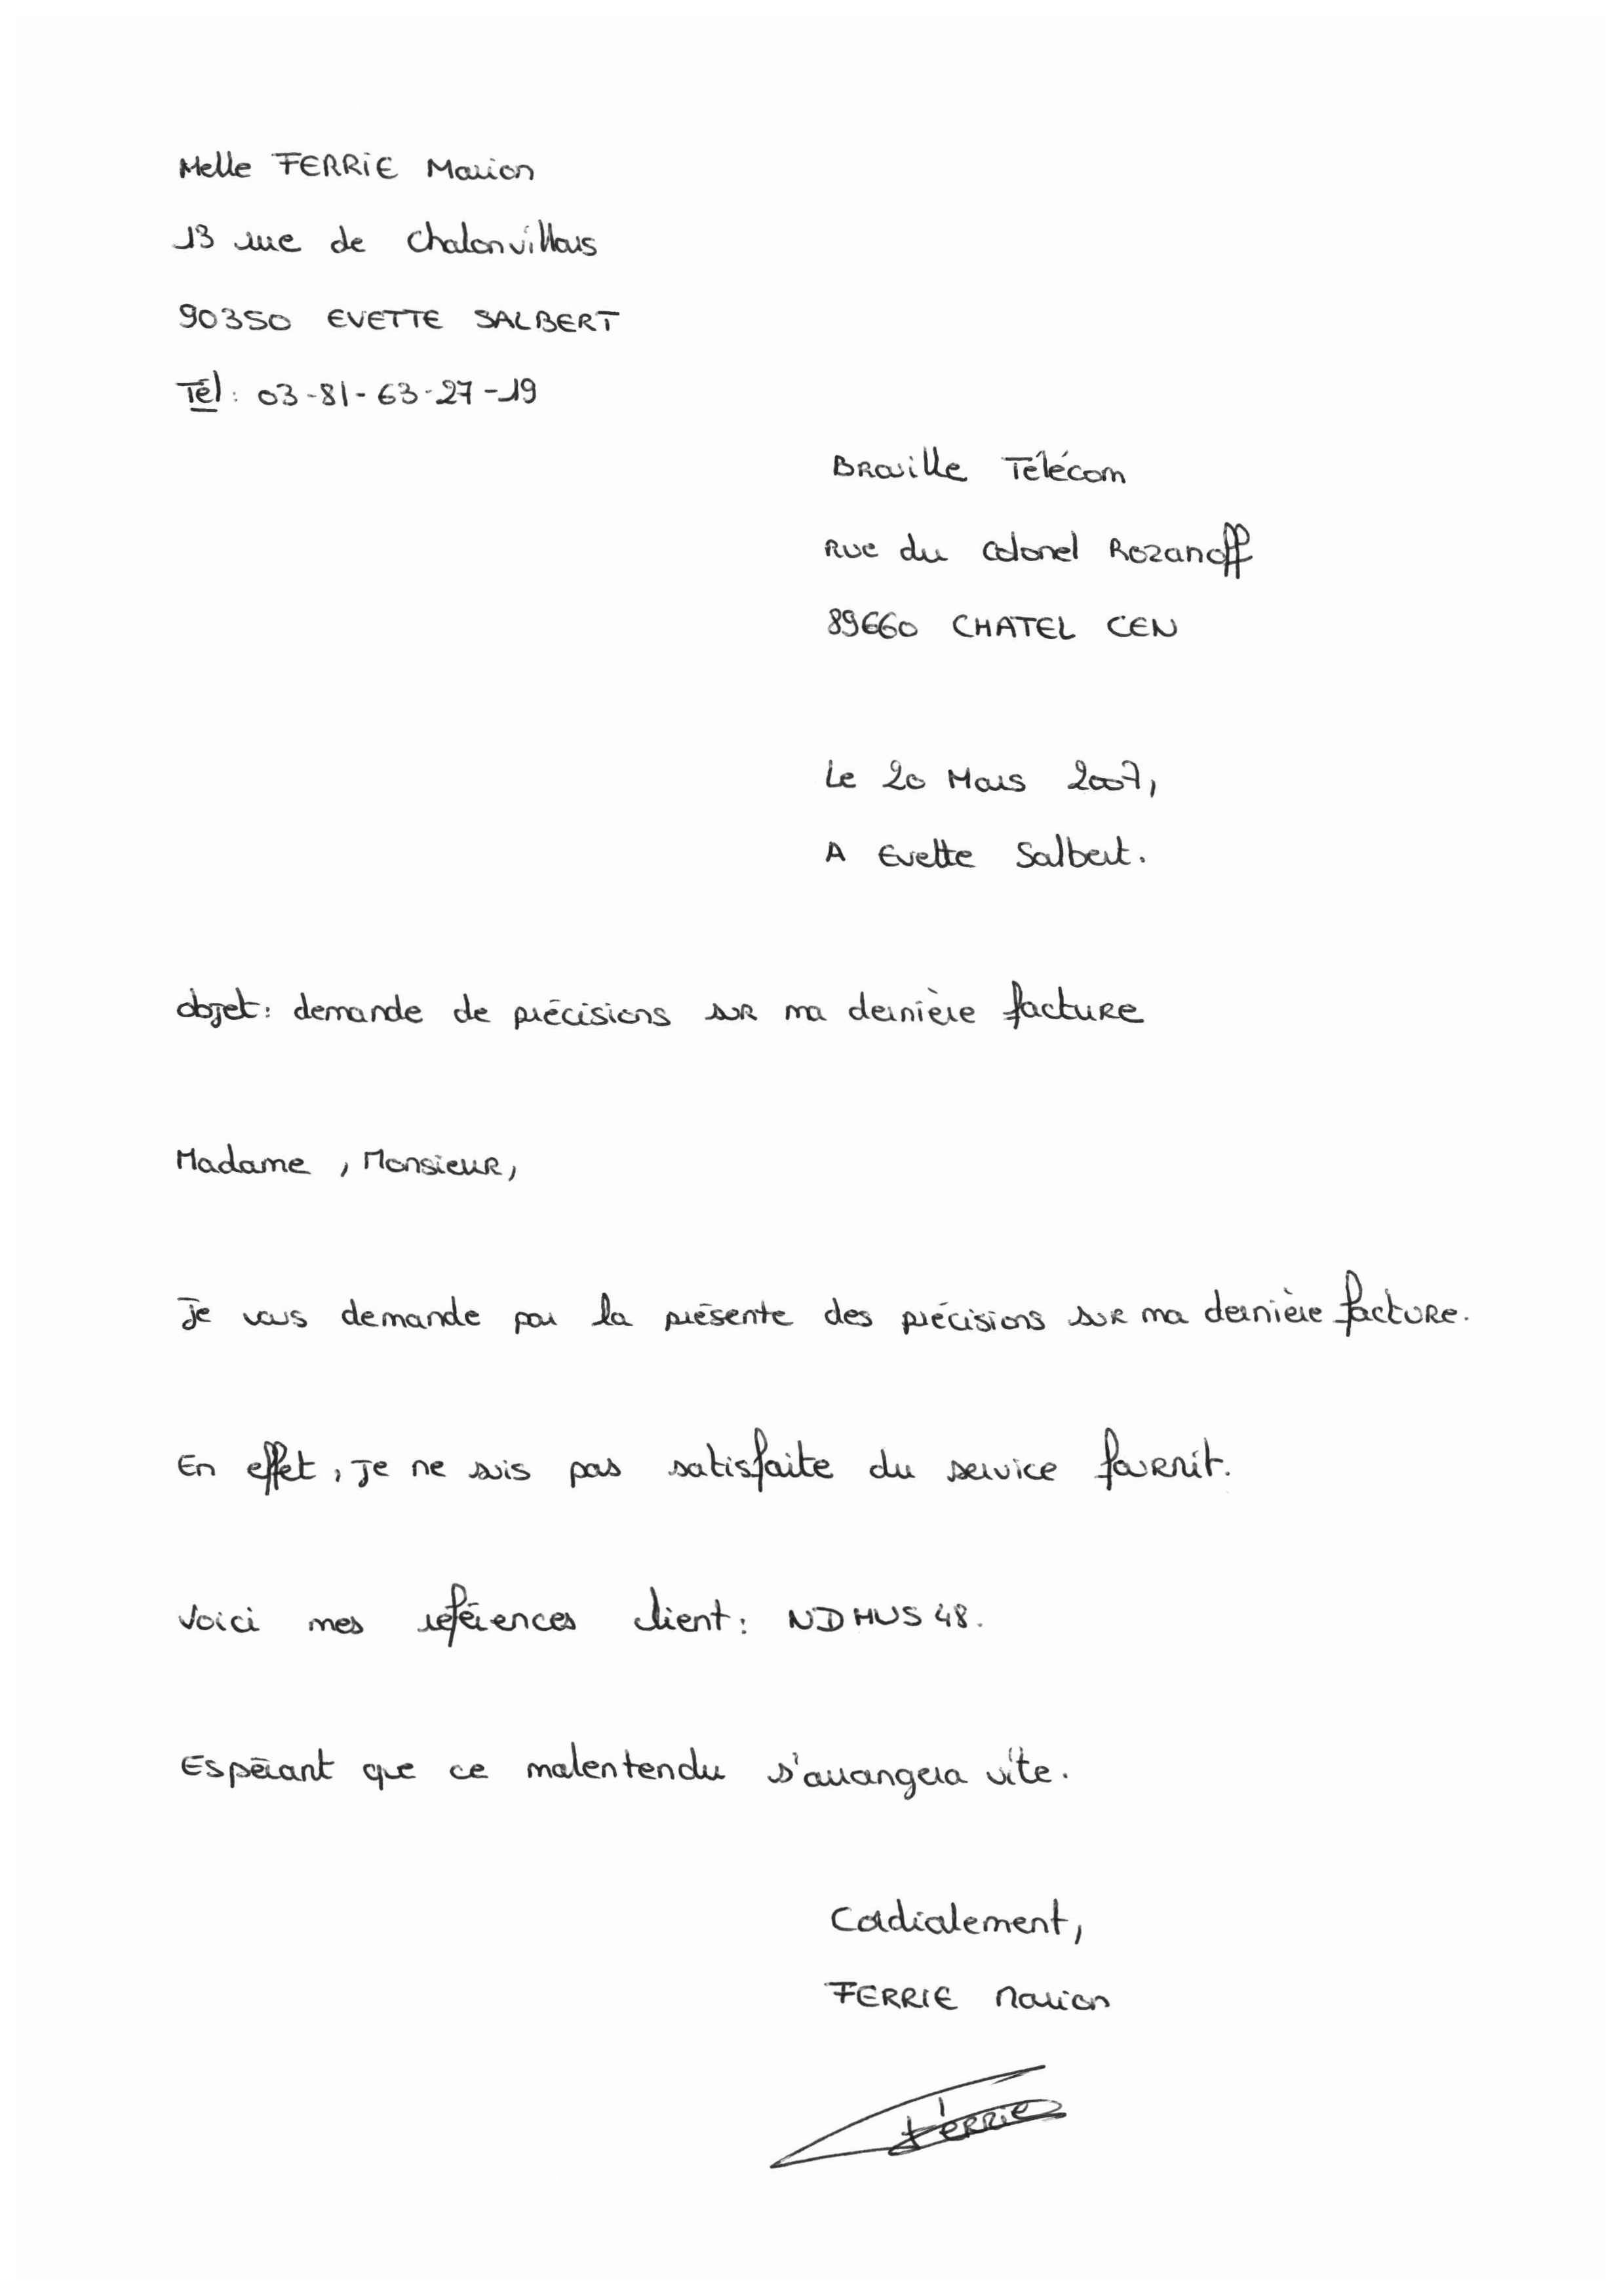 Melle FERRIE Marion
13 rue de Chalonvillars
90350 EVETTE SALBERT
Tél : 03-81-63-27-19
Braille Télécom
Rue du colonel Rozanoff
89660 CHATEL CEN
Le 20 Mars 2007,
A Evette Salbert.
objet : demande de précisions sur ma dernière facture
Madame, Monsieur,
Je vous demande par la présente des précisions sur ma dernière facture.
En effet, je ne suis pas satisfaite du service fournit.
Voici mes références client : NDHUS48.
Espérant que ce malentendu s'arrangera vite.
Cordialement,
FERRIE Marion
Ferrie